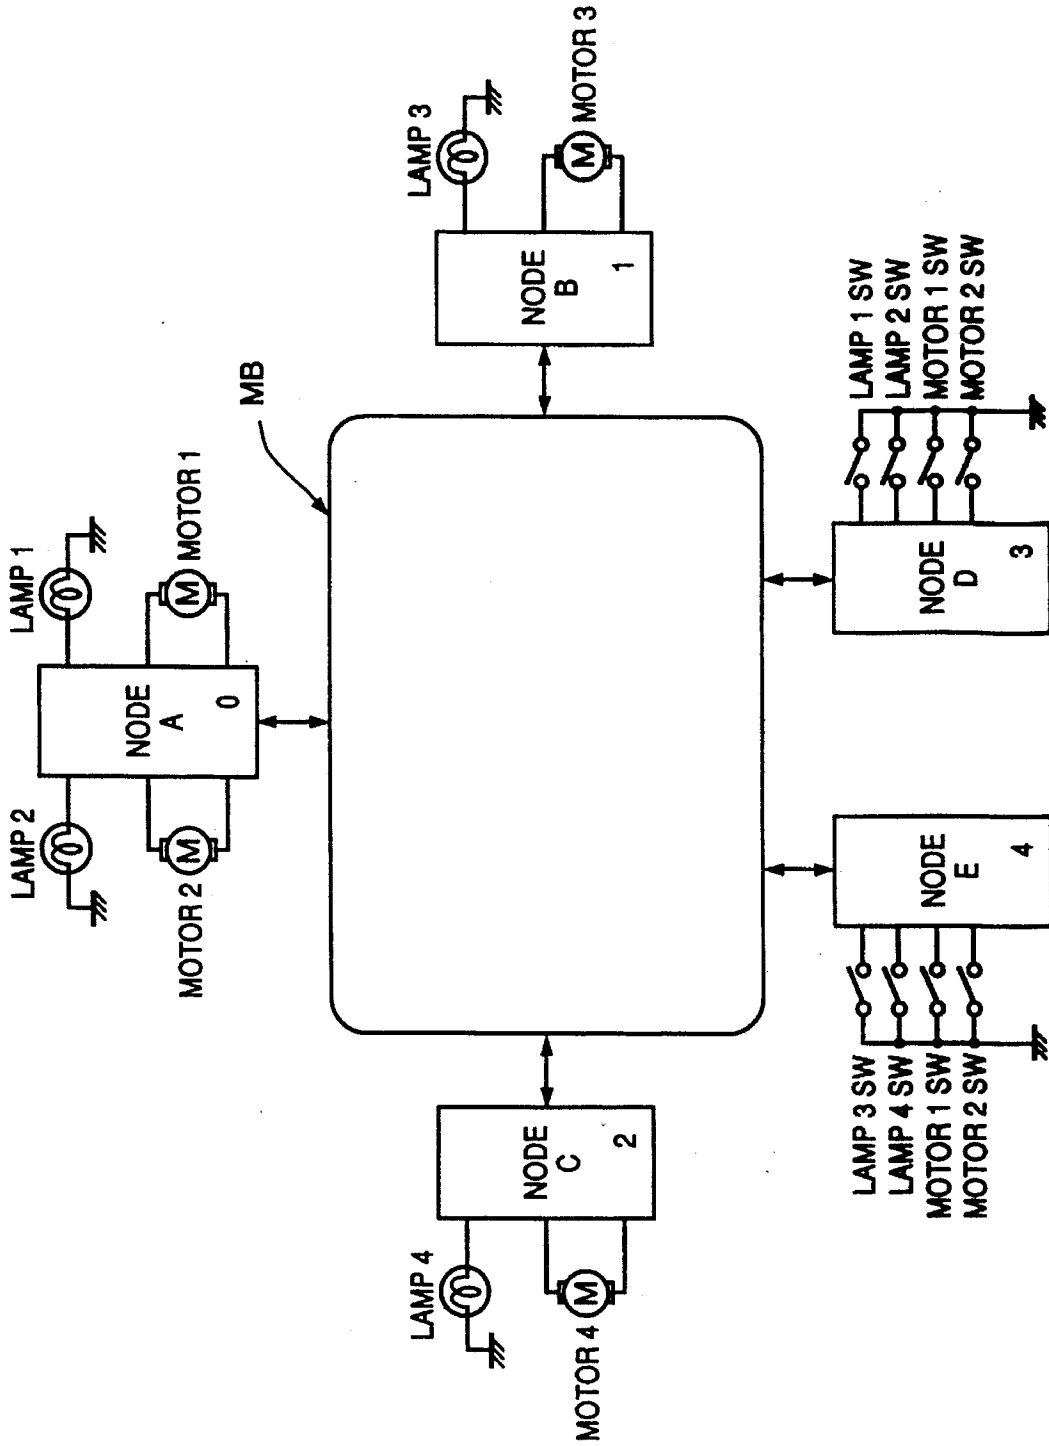 LAMP 2
LAMP 1
MOTOR 2
M
NODE
A
0
M
MOTOR 1
MB
LAMP 4
MOTOR 4
M
NODE
C
2
LAMP 3
NODE
B
1
M
MOTOR 3
LAMP 3 SW
LAMP 4 SW
MOTOR 1 SW
MOTOR 2 SW
NODE
E
4
NODE
D
3
LAMP 1 SW
LAMP 2 SW
MOTOR 1 SW
MOTOR 2 SW